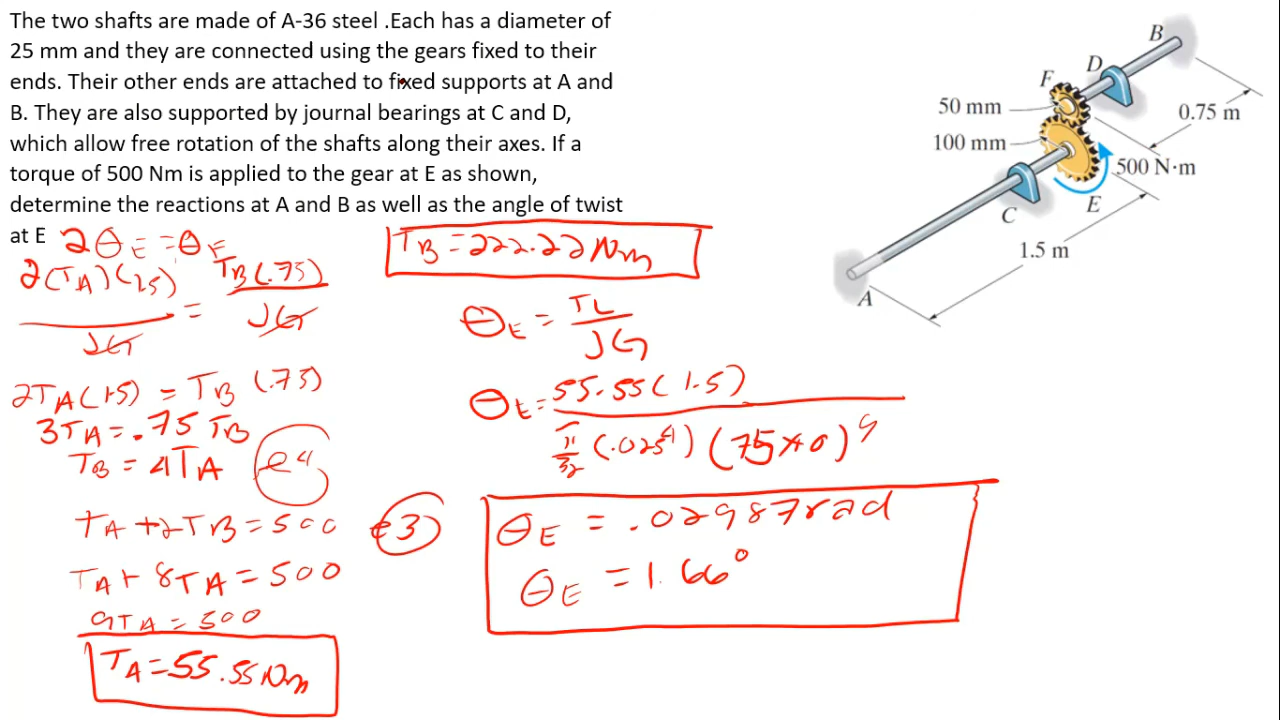 The two shafts are made of A-36 steel .Each has a diameter of
25 mm and they are connected using the gears fixed to their
ends. Their other ends are attached to fixed supports at A and
B. They are also supported by journal bearings at C and D,
which allow free rotation of the shafts along their axes. If a
torque of 500 Nm is applied to the gear at E as shown,
determine the reactions at A and B as well as the angle of twist
at E
2θE = θF
2(TA)(1.5) / JG = TB(.75) / JG
2TA(1.5) = TB(.75)
3TA = .75 TB
TB = 4TA e4
TA + 2TB = 500 e3
TA + 8TA = 500
9TA = 500
TA = 55.55 Nm
TB = 222.22 Nm
θE = TL / JG
θE = 55.55(1.5) / π/32 (.025⁴)(75x10)⁹
θE = .02987 rad
θE = 1.66°
B
D
F
50 mm
0.75 m
100 mm
500 N·m
C
E
1.5 m
A